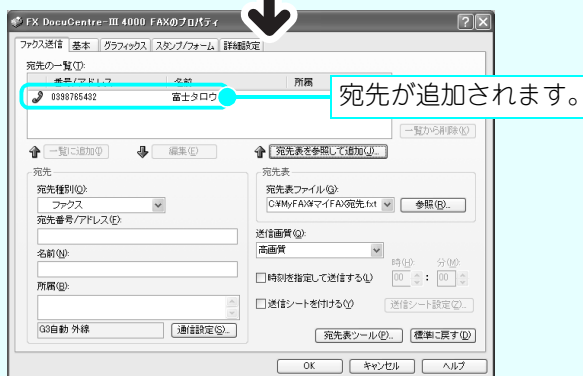 FX DocuCentre-III 4000 FAXのプロパティ
ファクス送信 基本 グラフィックス スタンプ/フォーム 詳細設定
宛先の一覧(T):
番号/アドレス 名前 所属
0398765432 富士タロウ
宛先が追加されます。
一覧から削除(X)
一覧に追加(I) 編集(E) 宛先表を参照して追加(J)...
宛先 宛先表
宛先種別(O): 宛先表ファイル(G):
ファクス C:¥MyFAX¥マイFAX宛先.fxt 参照(B)...
宛先番号/アドレス(F):
送信画質(Q):
名前(N): 高画質
時(H): 分(M):
時刻を指定して送信する(L) 00 : 00
所属(B):
送信シートを付ける(Y) 送信シート設定(Z)...
G3自動 外線 通信設定(S)... 宛先表ツール(P)... 標準に戻す(D)
OK キャンセル ヘルプ